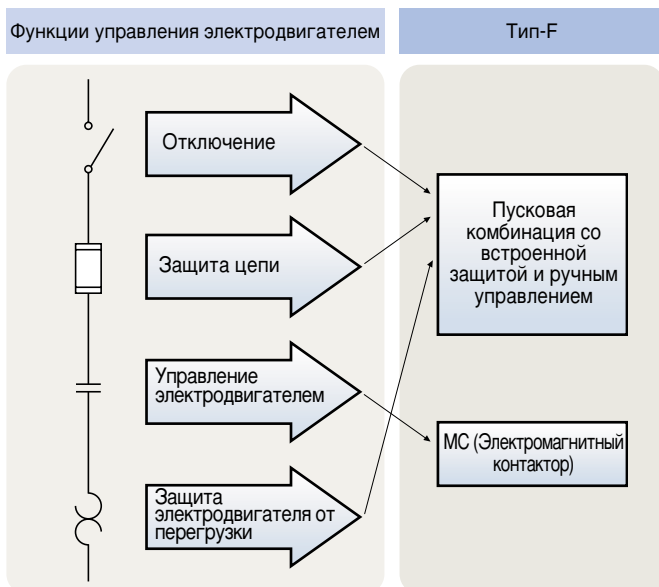 Функции управления электродвигателем
Тип-F
Отключение
Защита цепи
Управление
электродвигателем
Защита
электродвигателя от
перегрузки
Пусковая
комбинация со
встроенной
защитой и ручным
управлением
МС (Электромагнитный
контактор)